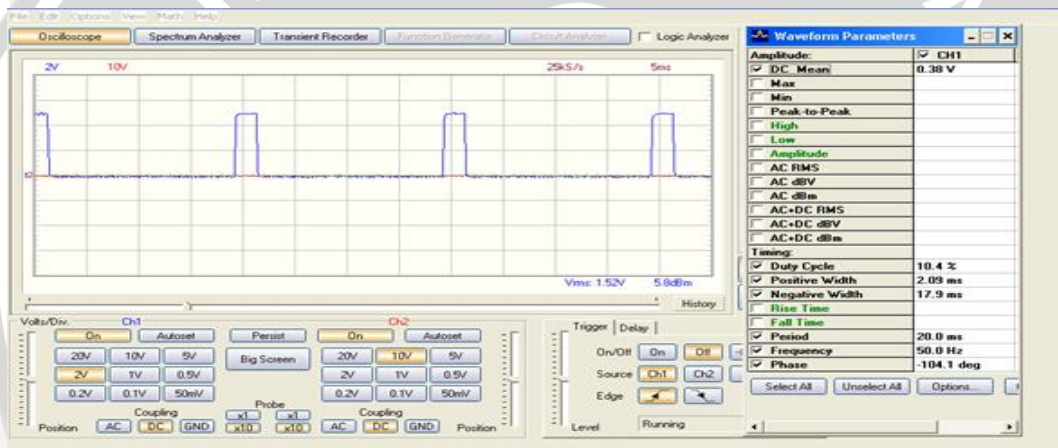 File Edit Options View Math Help
Oscilloscope Spectrum Analyzer Transient Recorder Function Generator Circuit Analyzer Logic Analyzer
2V 10V 25kS/s 5ms
Vrms: 1.52V 5.8dBm
History
Volts/Div. Ch1 Ch2
On Autoset Persist On Autoset
20V 10V 5V Big Screen 20V 10V 5V
2V 1V 0.5V 2V 1V 0.5V
0.2V 0.1V 50mV 0.2V 0.1V 50mV
Coupling Probe Coupling
x1 x1
Position AC DC GND x10 x10 AC DC GND Position
Trigger Delay
On/Off On Off
Source Ch1 Ch2
Edge
Level Running
Waveform Parameters
Amplitude: CH1
DC Mean 0.38 V
Max
Min
Peak-to-Peak
High
Low
Amplitude
AC RMS
AC dBV
AC dBm
AC+DC RMS
AC+DC dBV
AC+DC dBm
Timing:
Duty Cycle 10.4 %
Positive Width 2.09 ms
Negative Width 17.9 ms
Rise Time
Fall Time
Period 20.0 ms
Frequency 50.0 Hz
Phase -104.1 deg
Select All Unselect All Options...